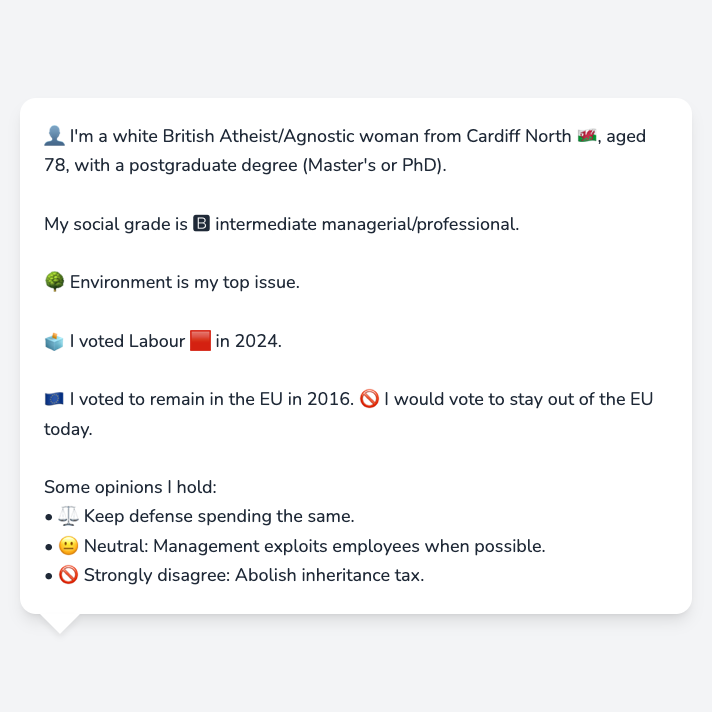 👤 I'm a white British Atheist/Agnostic woman from Cardiff North 🏴󠁧󠁢󠁷󠁬󠁳󠁿, aged
78, with a postgraduate degree (Master's or PhD).
My social grade is 🅱 intermediate managerial/professional.
🌳 Environment is my top issue.
🗳️ I voted Labour 🟥 in 2024.
🇪🇺 I voted to remain in the EU in 2016. 🚫 I would vote to stay out of the EU
today.
Some opinions I hold:
• ⚖️ Keep defense spending the same.
• 😐 Neutral: Management exploits employees when possible.
• 🚫 Strongly disagree: Abolish inheritance tax.